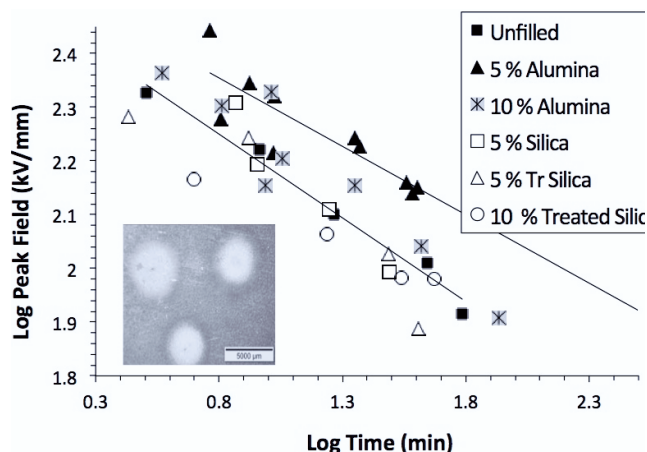 Log Peak Field (kV/mm)
2.4
2.3
2.2
2.1
2
1.9
1.8
0.3 0.8 1.3 1.8 2.3
Log Time (min)
Unfilled
5 % Alumina
10 % Alumina
5 % Silica
5 % Tr Silica
10 % Treated Silic
5000 µm